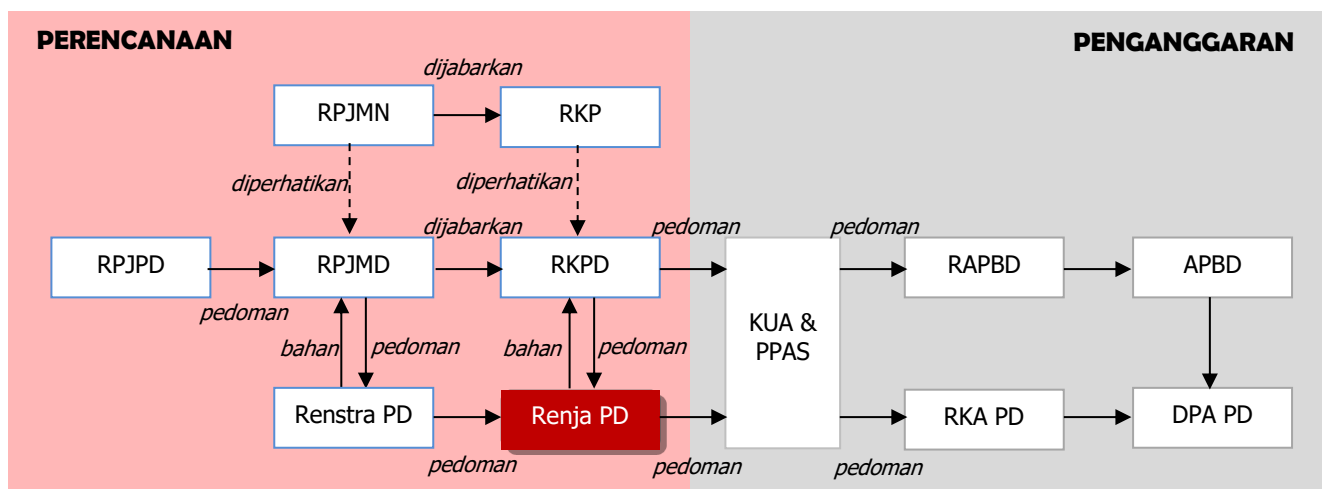 PERENCANAAN
PENGANGGARAN
dijabarkan
RPJMN
RKP
diperhatikan
diperhatikan
dijabarkan
pedoman
pedoman
RPJPD
RPJMD
RKPD
RAPBD
APBD
pedoman
KUA &
PPAS
bahan
pedoman
bahan
pedoman
Renstra PD
Renja PD
RKA PD
DPA PD
pedoman
pedoman
pedoman